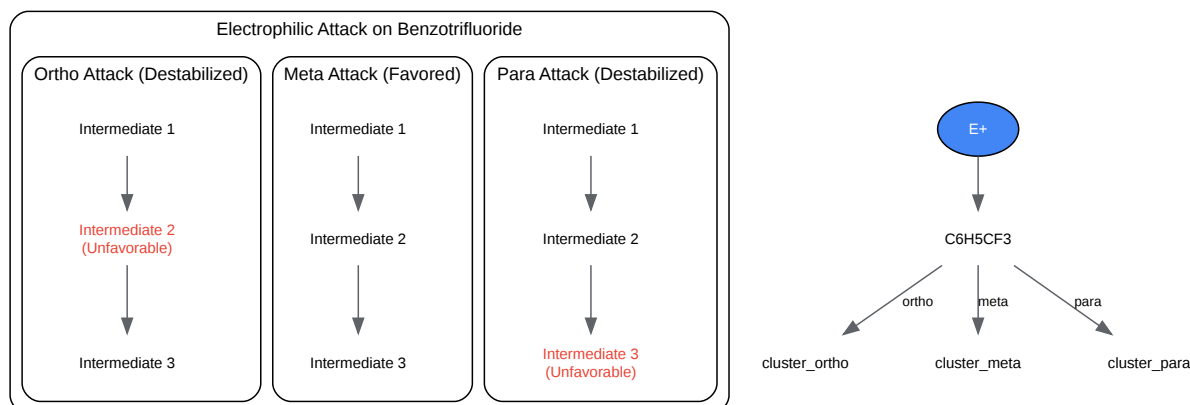 Electrophilic Attack on Benzotrifluoride
Ortho Attack (Destabilized)
Intermediate 1
Intermediate 2
(Unfavorable)
Intermediate 3
Meta Attack (Favored)
Intermediate 1
Intermediate 2
Intermediate 3
Para Attack (Destabilized)
Intermediate 1
Intermediate 2
Intermediate 3
(Unfavorable)
E+
C6H5CF3
ortho
meta
para
cluster_ortho
cluster_meta
cluster_para